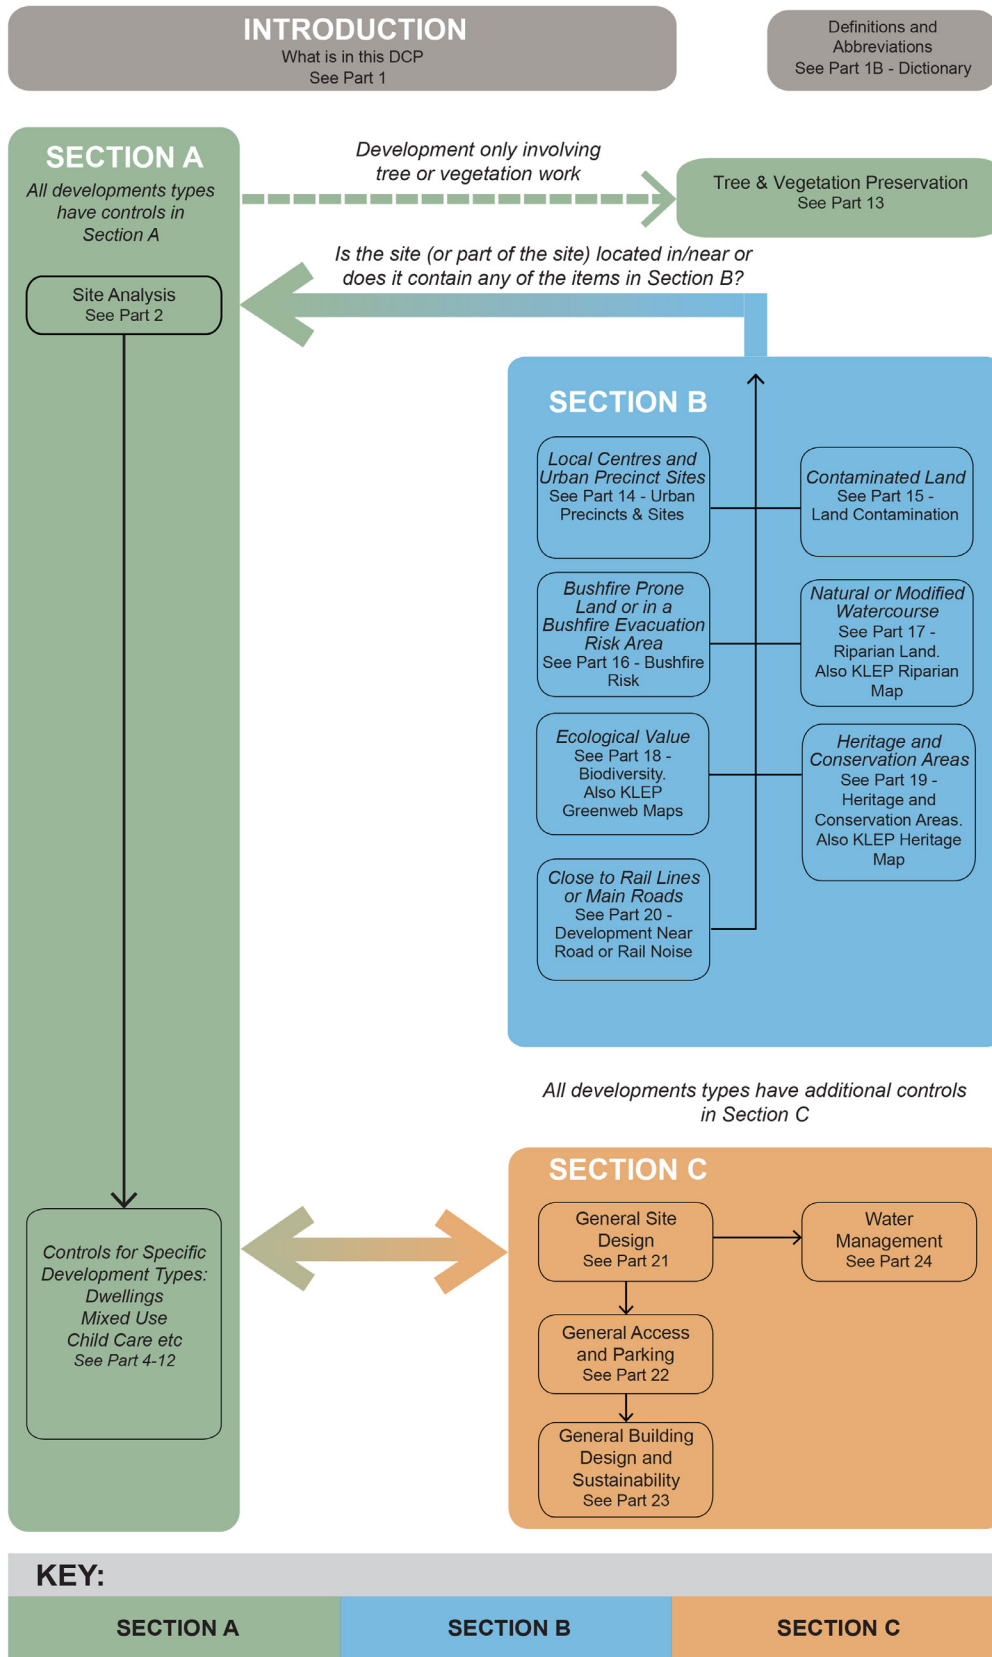 INTRODUCTION
What is in this DCP
See Part 1
Definitions and
Abbreviations
See Part 1B - Dictionary
SECTION A
All developments types
have controls in
Section A
Development only involving
tree or vegetation work
Tree & Vegetation Preservation
See Part 13
Is the site (or part of the site) located in/near or
does it contain any of the items in Section B?
Site Analysis
See Part 2
SECTION B
Local Centres and
Urban Precinct Sites
See Part 14 - Urban
Precincts & Sites
Contaminated Land
See Part 15 -
Land Contamination
Bushfire Prone
Land or in a
Bushfire Evacuation
Risk Area
See Part 16 - Bushfire
Risk
Natural or Modified
Watercourse
See Part 17 -
Riparian Land.
Also KLEP Riparian
Map
Ecological Value
See Part 18 -
Biodiversity.
Also KLEP
Greenweb Maps
Heritage and
Conservation Areas
See Part 19 -
Heritage and
Conservation Areas.
Also KLEP Heritage
Map
Close to Rail Lines
or Main Roads
See Part 20 -
Development Near
Road or Rail Noise
All developments types have additional controls
in Section C
SECTION C
General Site
Design
See Part 21
Water
Management
See Part 24
General Access
and Parking
See Part 22
General Building
Design and
Sustainability
See Part 23
Controls for Specific
Development Types:
Dwellings
Mixed Use
Child Care etc
See Part 4-12
KEY:
SECTION A
SECTION B
SECTION C